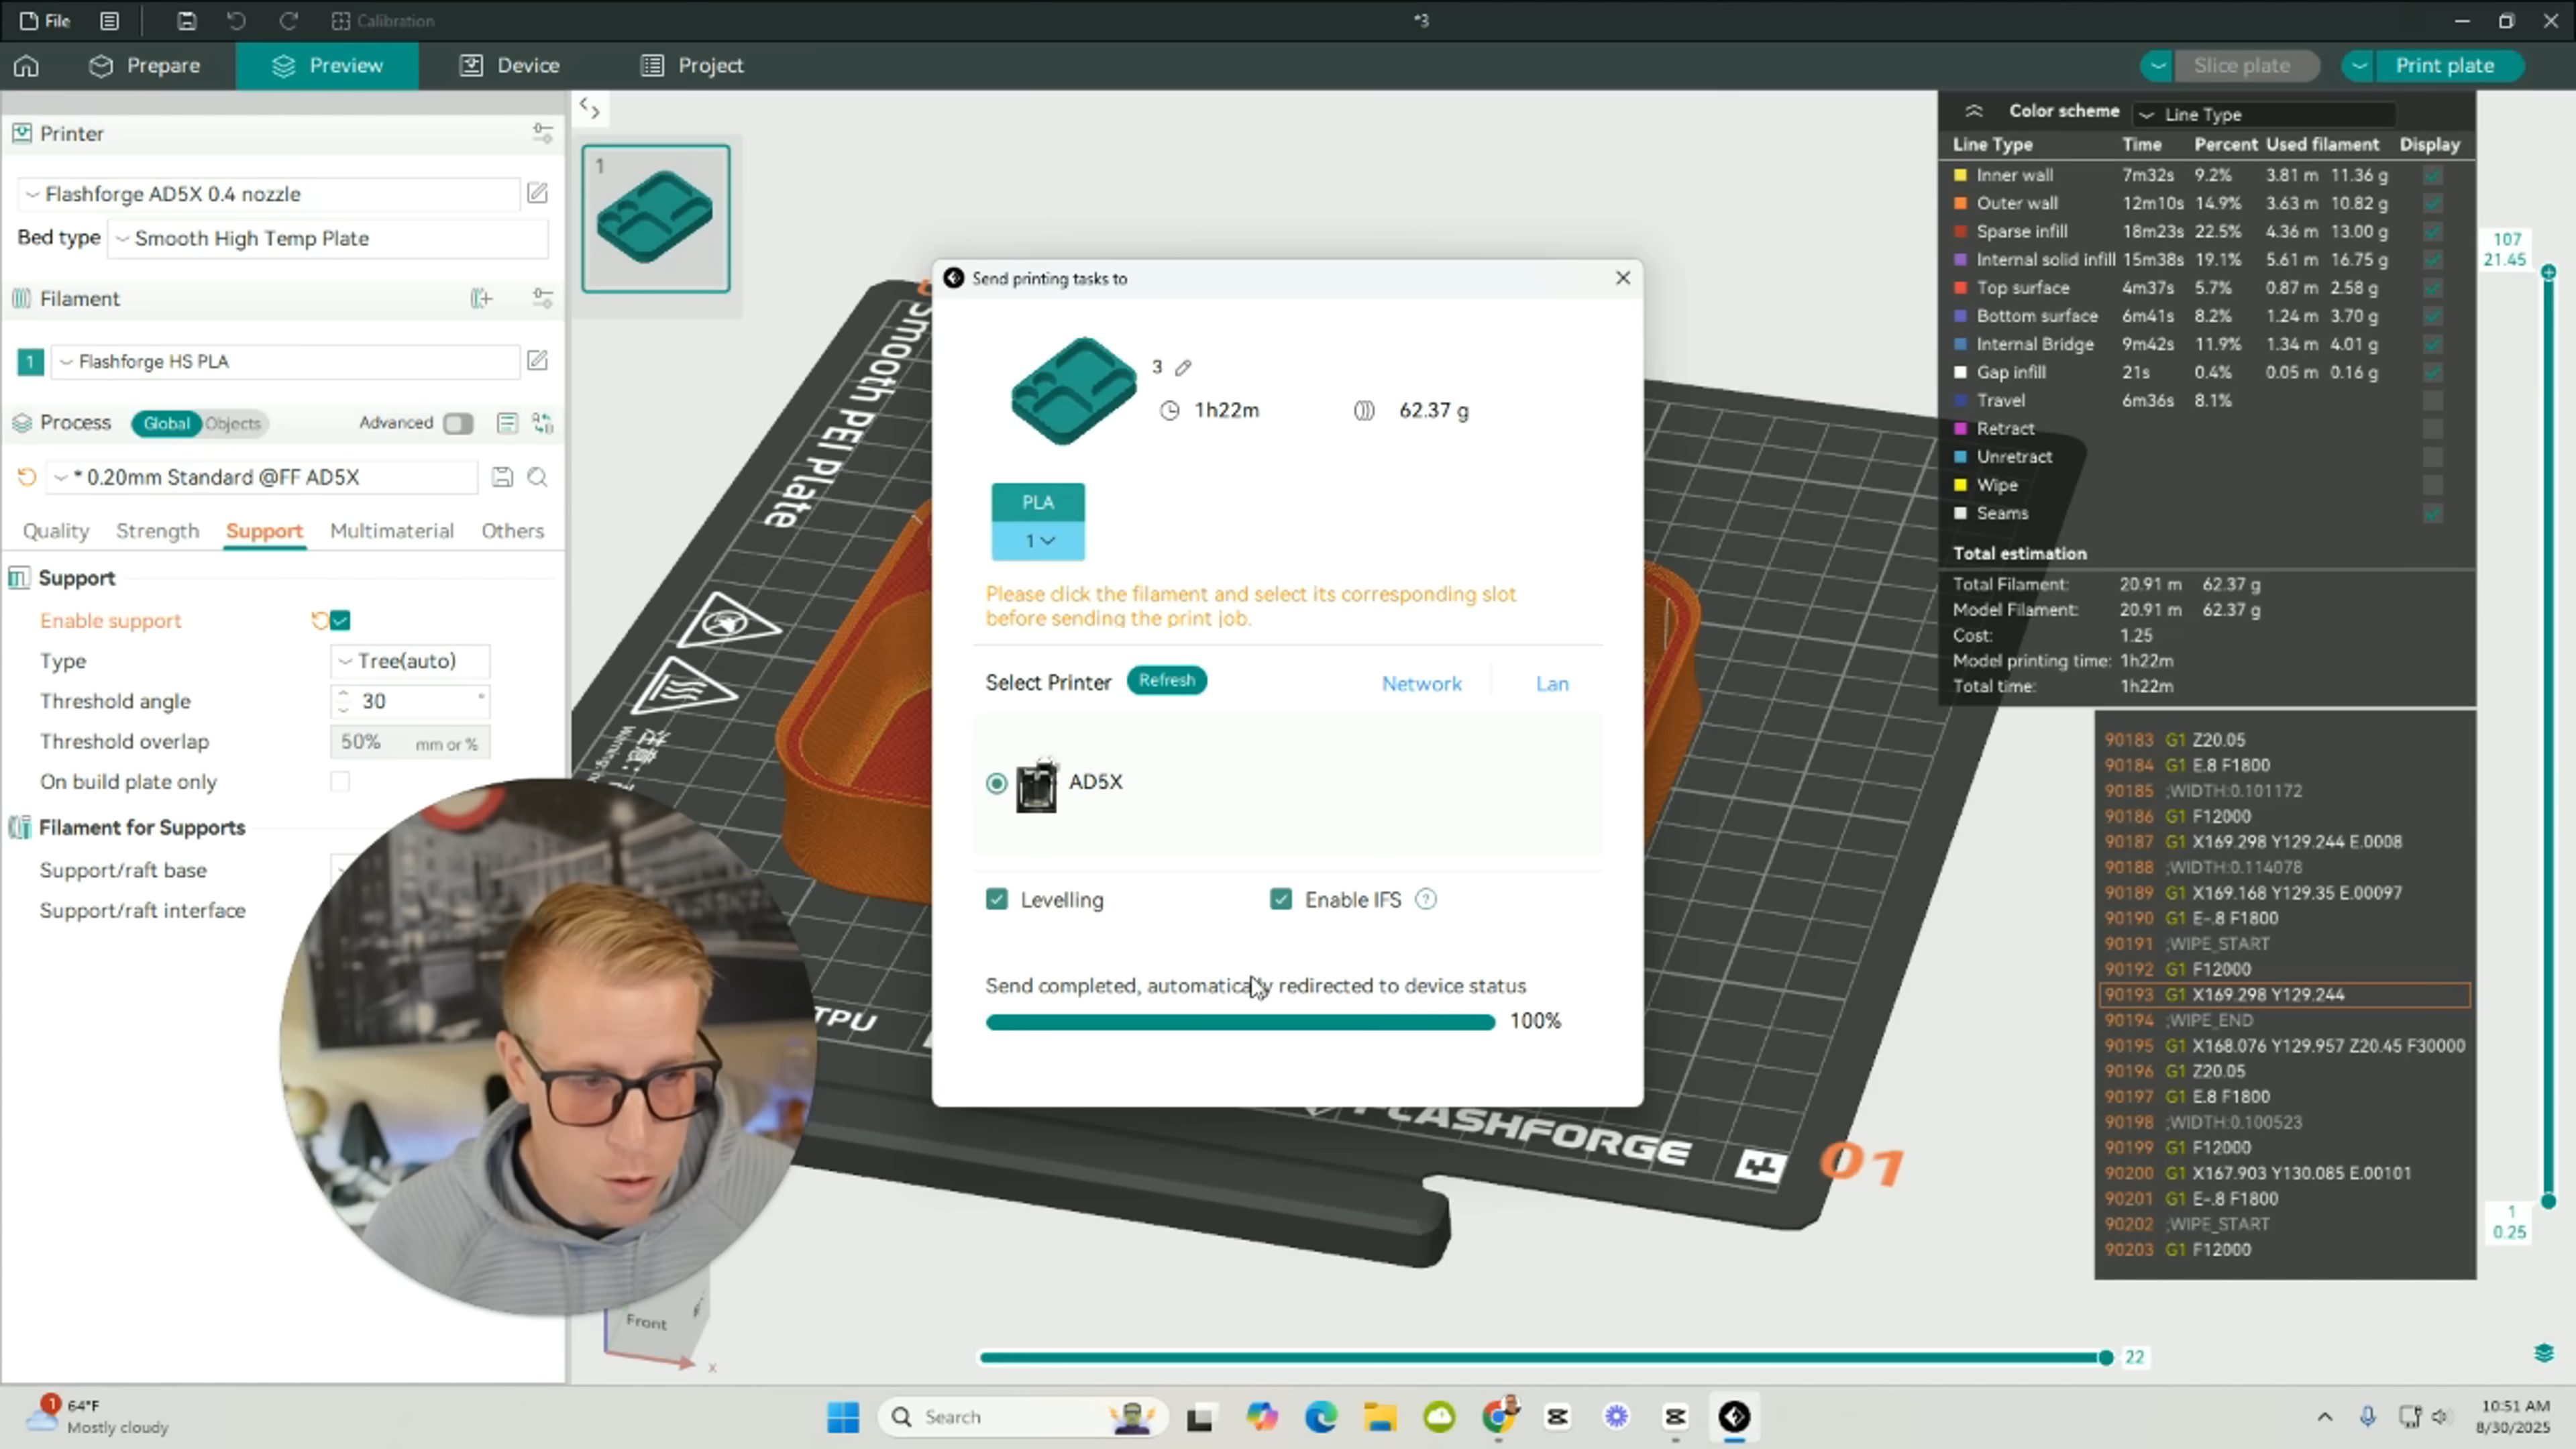 File
Calibration
*3
Prepare
Preview
Device
Project
Slice plate
Print plate
Printer
Flashforge AD5X 0.4 nozzle
Bed type
Smooth High Temp Plate
Filament
1
Flashforge HS PLA
Process
Global
Objects
Advanced
* 0.20mm Standard @FF AD5X
Quality
Strength
Support
Multimaterial
Others
Support
Enable support
Type
Tree(auto)
Threshold angle
30
°
Threshold overlap
50%
mm or %
On build plate only
Filament for Supports
Support/raft base
Support/raft interface
1
Smooth PEI Plate
TPU
FLASHFORGE
01
Front
x
Send printing tasks to
3
1h22m
62.37 g
PLA
1
Please click the filament and select its corresponding slot
before sending the print job.
Select Printer
Refresh
Network
Lan
AD5X
Levelling
Enable IFS
?
Send completed, automatically redirected to device status
100%
Color scheme
Line Type
Line Type Time Percent Used filament Display
Inner wall 7m32s 9.2% 3.81 m 11.36 g
Outer wall 12m10s 14.9% 3.63 m 10.82 g
Sparse infill 18m23s 22.5% 4.36 m 13.00 g
Internal solid infill 15m38s 19.1% 5.61 m 16.75 g
Top surface 4m37s 5.7% 0.87 m 2.58 g
Bottom surface 6m41s 8.2% 1.24 m 3.70 g
Internal Bridge 9m42s 11.9% 1.34 m 4.01 g
Gap infill 21s 0.4% 0.05 m 0.16 g
Travel 6m36s 8.1%
Retract
Unretract
Wipe
Seams
Total estimation
Total Filament: 20.91 m 62.37 g
Model Filament: 20.91 m 62.37 g
Cost: 1.25
Model printing time: 1h22m
Total time: 1h22m
107
21.45
90183 G1 Z20.05
90184 G1 E.8 F1800
90185 ;WIDTH:0.101172
90186 G1 F12000
90187 G1 X169.298 Y129.244 E.0008
90188 ;WIDTH:0.114078
90189 G1 X169.168 Y129.35 E.00097
90190 G1 E-.8 F1800
90191 ;WIPE_START
90192 G1 F12000
90193 G1 X169.298 Y129.244
90194 ;WIPE_END
90195 G1 X168.076 Y129.957 Z20.45 F30000
90196 G1 Z20.05
90197 G1 E.8 F1800
90198 ;WIDTH:0.100523
90199 G1 F12000
90200 G1 X167.903 Y130.085 E.00101
90201 G1 E-.8 F1800
90202 ;WIPE_START
90203 G1 F12000
1
0.25
22
1
64°F
Mostly cloudy
Search
10:51 AM
8/30/2025